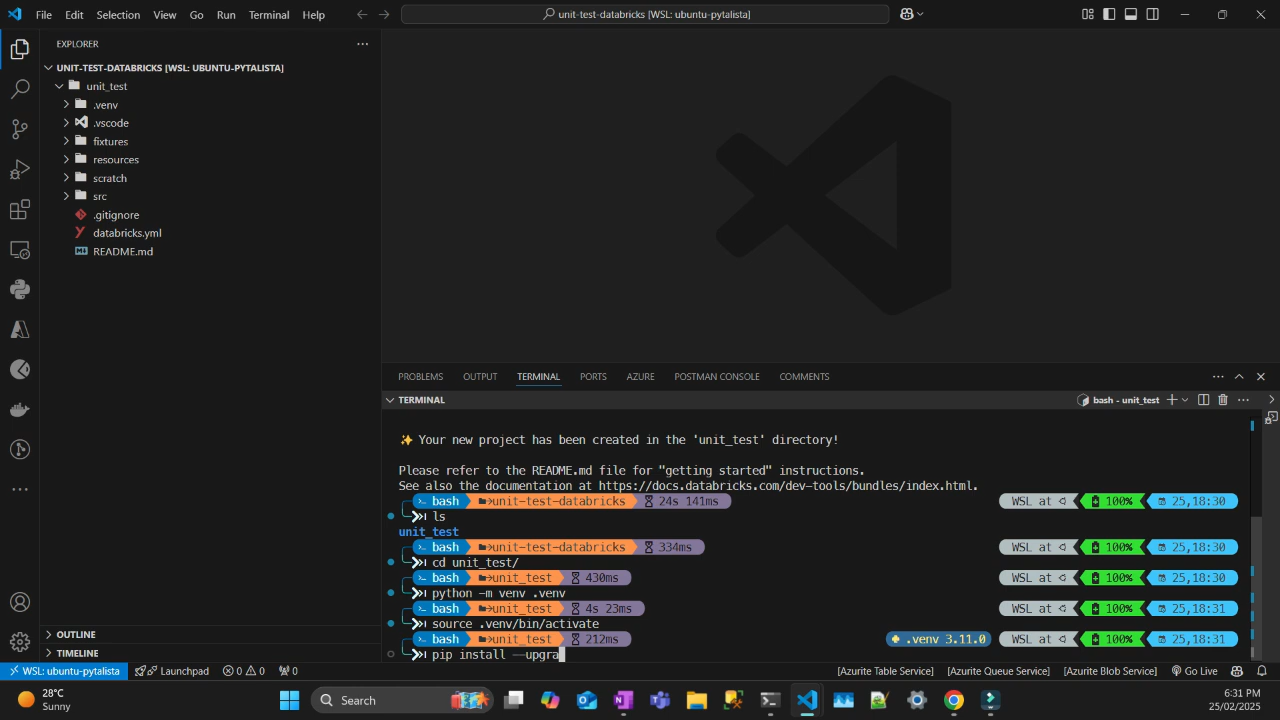 File Edit Selection View Go Run Terminal Help
unit-test-databricks [WSL: ubuntu-pytalista]
EXPLORER
UNIT-TEST-DATABRICKS [WSL: UBUNTU-PYTALISTA]
unit_test
.venv
.vscode
fixtures
resources
scratch
src
.gitignore
databricks.yml
README.md
OUTLINE
TIMELINE
PROBLEMS OUTPUT TERMINAL PORTS AZURE POSTMAN CONSOLE COMMENTS
TERMINAL
bash - unit_test
✨ Your new project has been created in the 'unit_test' directory!
Please refer to the README.md file for "getting started" instructions.
See also the documentation at https://docs.databricks.com/dev-tools/bundles/index.html.
bash unit-test-databricks 24s 141ms WSL at 100% 25,18:30
ls
unit_test
bash unit-test-databricks 334ms WSL at 100% 25,18:30
cd unit_test/
bash unit_test 430ms WSL at 100% 25,18:30
python -m venv .venv
bash unit_test 4s 23ms WSL at 100% 25,18:31
source .venv/bin/activate
bash unit_test 212ms .venv 3.11.0 WSL at 100% 25,18:31
pip install --upgra
WSL: ubuntu-pytalista Launchpad 0 0 0 [Azurite Table Service] [Azurite Queue Service] [Azurite Blob Service] Go Live
28°C
Sunny
Search
6:31 PM
25/02/2025